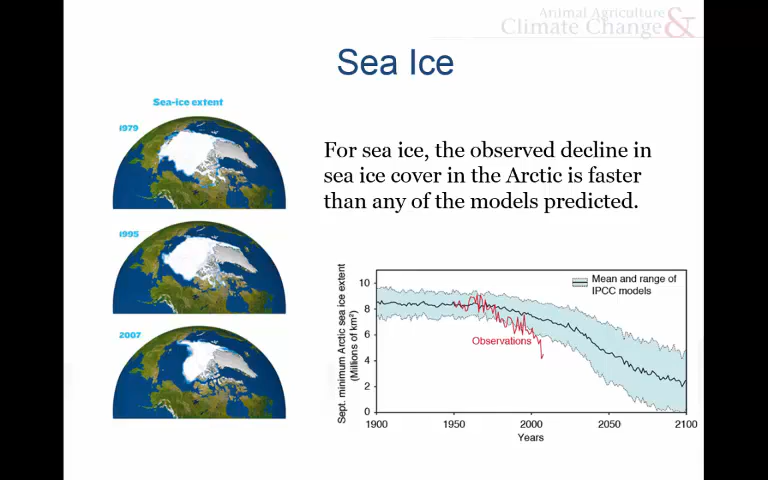 Animal Agriculture
Climate Change &
Sea Ice
Sea-ice extent
1979
1995
2007
For sea ice, the observed decline in
sea ice cover in the Arctic is faster
than any of the models predicted.
Sept. minimum Arctic sea ice extent
(Millions of km²)
10
8
6
4
2
0
Mean and range of
IPCC models
Observations
1900
1950
2000
2050
2100
Years